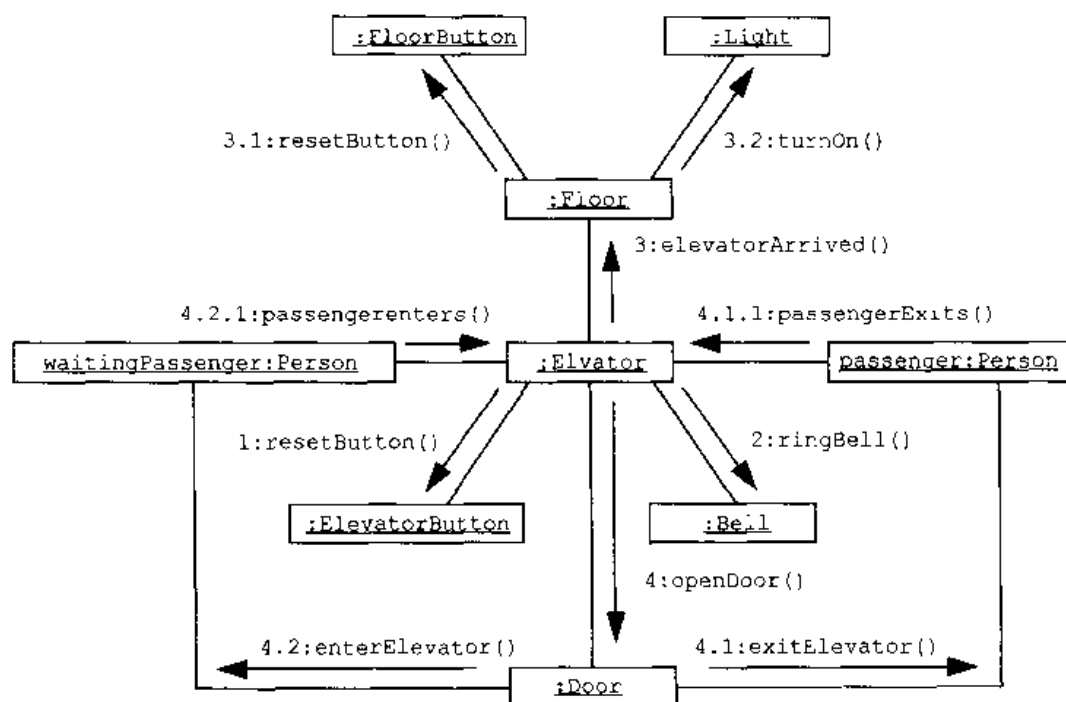 :FloorButton
:Light
3.1:resetButton()
3.2:turnOn()
:Floor
3:elevatorArrived()
4.2.1:passengerenters()
4.1.1:passengerExits()
waitingPassenger:Person
:Elvator
passenger:Person
1:resetButton()
2:ringBell()
:ElevatorButton
:Bell
4:openDoor()
4.2:enterElevator()
4.1:exitElevator()
:Door